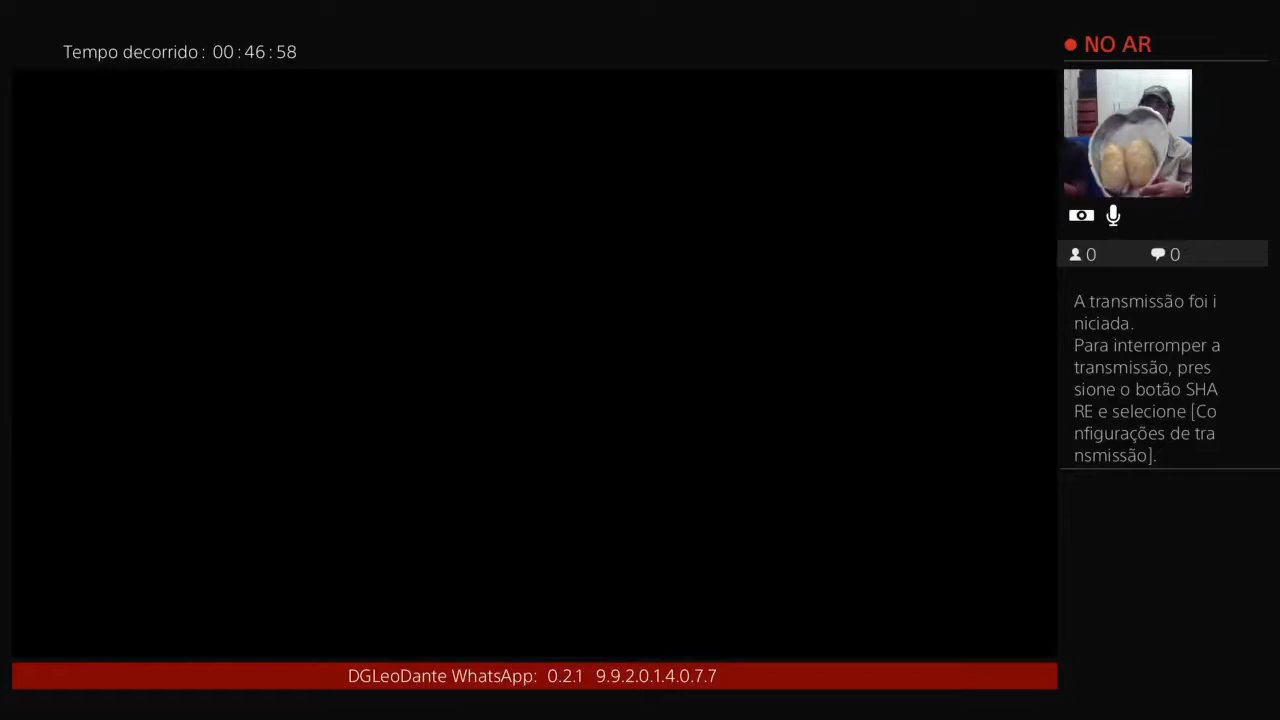 Tempo decorrido : 00 : 46 : 58
NO AR
0 0
A transmissão foi i
niciada.
Para interromper a
transmissão, pres
sione o botão SHA
RE e selecione [Co
nfigurações de tra
nsmissão].
DGLeoDante WhatsApp: 0.2.1 9.9.2.0.1.4.0.7.7